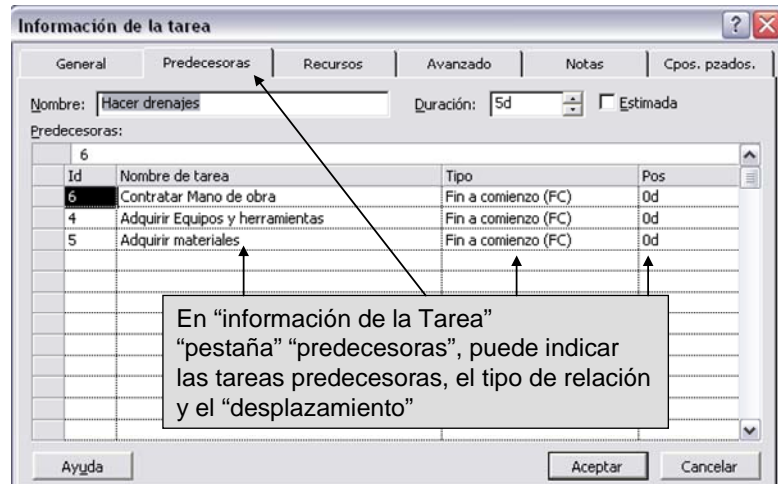 Información de la tarea
General Predecesoras Recursos Avanzado Notas Cpos. pzados.
Nombre: Hacer drenajes Duración: 5d Estimada
Predecesoras:
6
Id Nombre de tarea Tipo Pos
6 Contratar Mano de obra Fin a comienzo (FC) 0d
4 Adquirir Equipos y herramientas Fin a comienzo (FC) 0d
5 Adquirir materiales Fin a comienzo (FC) 0d
En “información de la Tarea”
“pestaña” “predecesoras”, puede indicar
las tareas predecesoras, el tipo de relación
y el “desplazamiento”
Ayuda Aceptar Cancelar